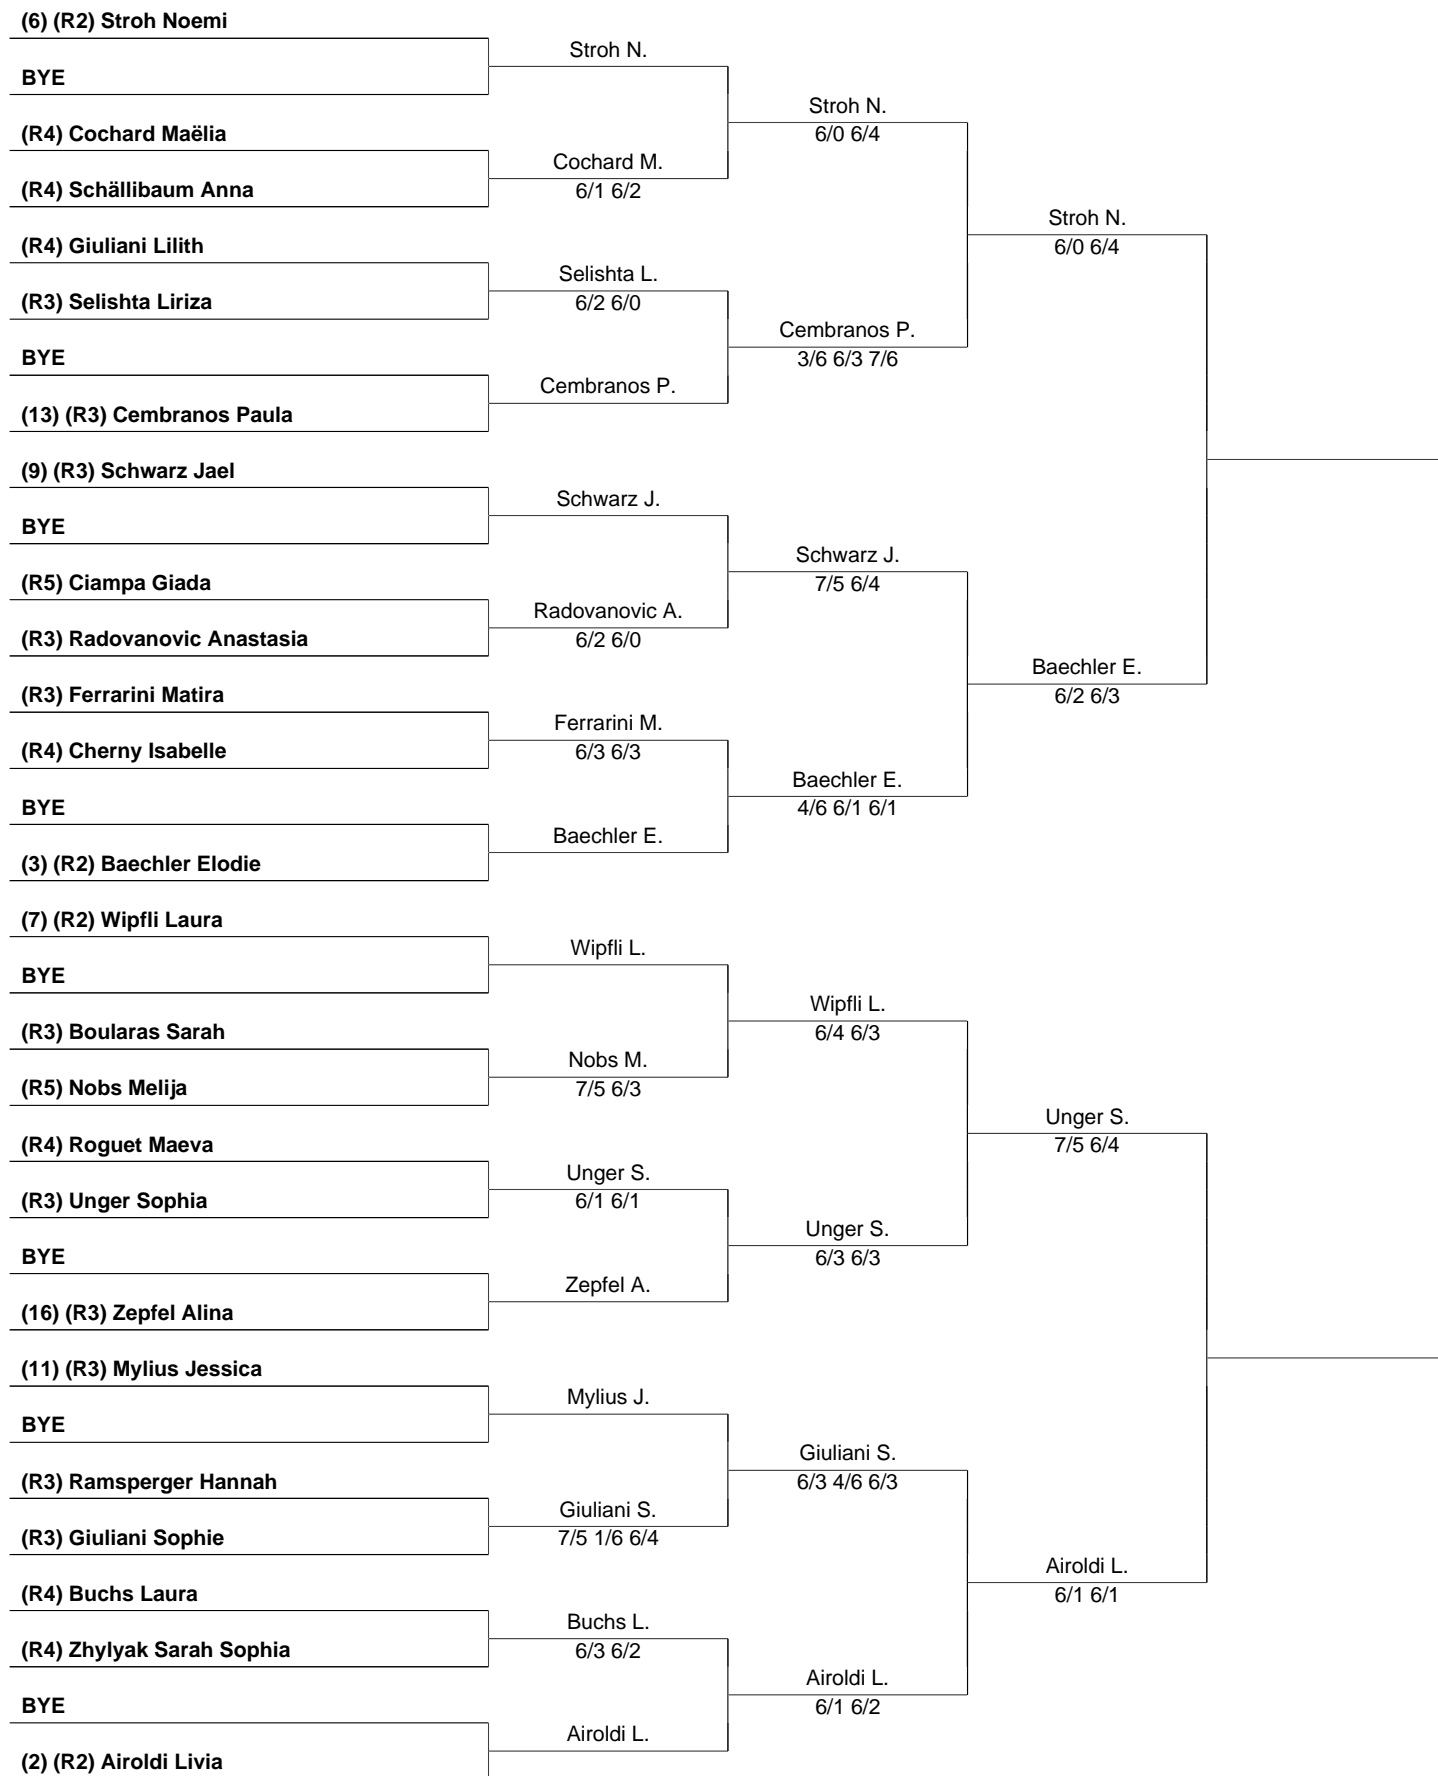 (6) (R2) Stroh Noemi
Stroh N.
BYE
Stroh N.
6/0 6/4
(R4) Cochard Maëlia
Cochard M.
6/1 6/2
(R4) Schällibaum Anna
Stroh N.
6/0 6/4
(R4) Giuliani Lilith
Selishta L.
6/2 6/0
(R3) Selishta Liriza
Cembranos P.
3/6 6/3 7/6
BYE
Cembranos P.
(13) (R3) Cembranos Paula
(9) (R3) Schwarz Jael
Schwarz J.
BYE
Schwarz J.
7/5 6/4
(R5) Ciampa Giada
Radovanovic A.
6/2 6/0
(R3) Radovanovic Anastasia
Baechler E.
6/2 6/3
(R3) Ferrarini Matira
Ferrarini M.
6/3 6/3
(R4) Cherny Isabelle
Baechler E.
4/6 6/1 6/1
BYE
Baechler E.
(3) (R2) Baechler Elodie
(7) (R2) Wipfli Laura
Wipfli L.
BYE
Wipfli L.
6/4 6/3
(R3) Boularas Sarah
Nobs M.
7/5 6/3
(R5) Nobs Melija
Unger S.
7/5 6/4
(R4) Roguet Maeva
Unger S.
6/1 6/1
(R3) Unger Sophia
Unger S.
6/3 6/3
BYE
Zepfel A.
(16) (R3) Zepfel Alina
(11) (R3) Mylius Jessica
Mylius J.
BYE
Giuliani S.
6/3 4/6 6/3
(R3) Ramsperger Hannah
Giuliani S.
7/5 1/6 6/4
(R3) Giuliani Sophie
Airoldi L.
6/1 6/1
(R4) Buchs Laura
Buchs L.
6/3 6/2
(R4) Zhylyak Sarah Sophia
Airoldi L.
6/1 6/2
BYE
Airoldi L.
(2) (R2) Airoldi Livia